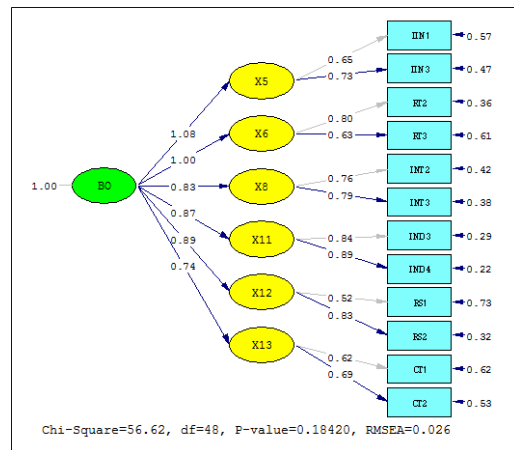 IIN1
0.57
0.65
X5
0.73
IIN3
0.47
RT2
0.36
0.80
1.08
X6
0.63
RT3
0.61
1.00
INT2
0.42
0.76
1.00
BO
0.83
X8
0.79
INT3
0.38
0.87
IND3
0.29
0.84
0.89
X11
0.89
IND4
0.22
0.74
RS1
0.73
0.52
X12
0.83
RS2
0.32
0.62
CT1
0.62
X13
0.69
CT2
0.53
Chi-Square=56.62, df=48, P-value=0.18420, RMSEA=0.026